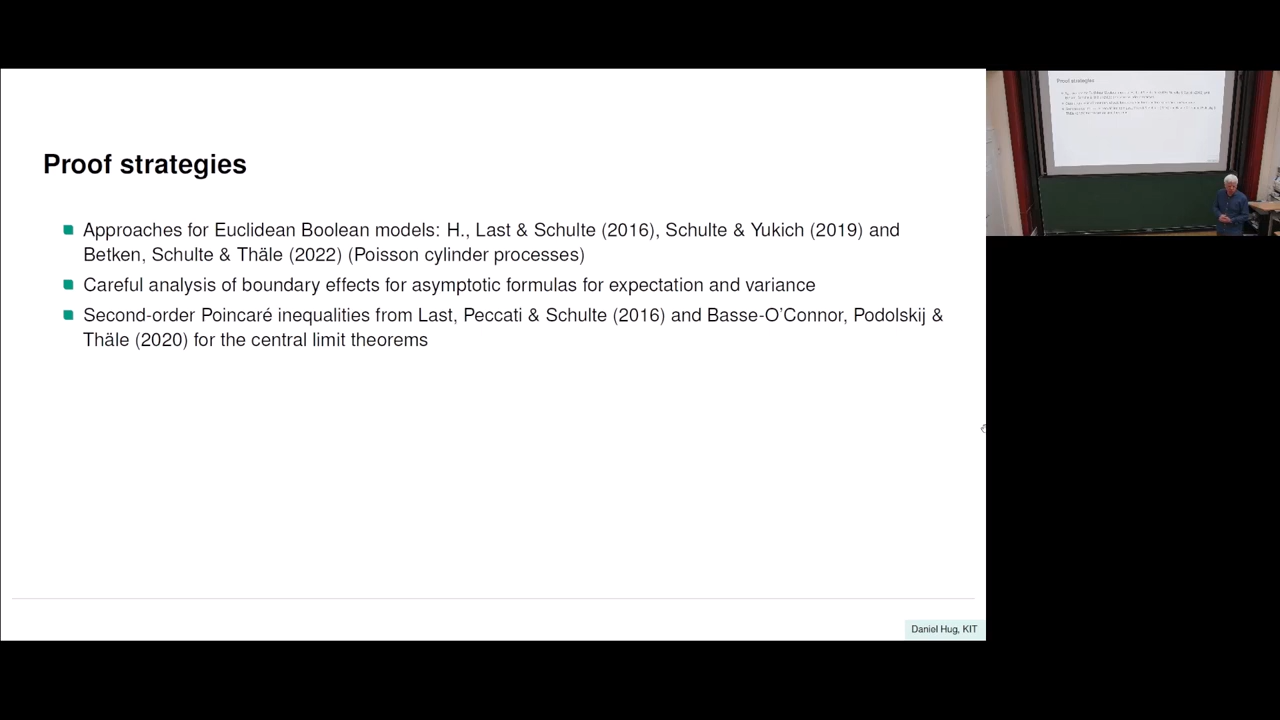 Proof strategies
Approaches for Euclidean Boolean models: H., Last & Schulte (2016), Schulte & Yukich (2019) and
Betken, Schulte & Thäle (2022) (Poisson cylinder processes)
Careful analysis of boundary effects for asymptotic formulas for expectation and variance
Second-order Poincaré inequalities from Last, Peccati & Schulte (2016) and Basse-O'Connor, Podolskij &
Thäle (2020) for the central limit theorems
Daniel Hug, KIT
Proof strategies